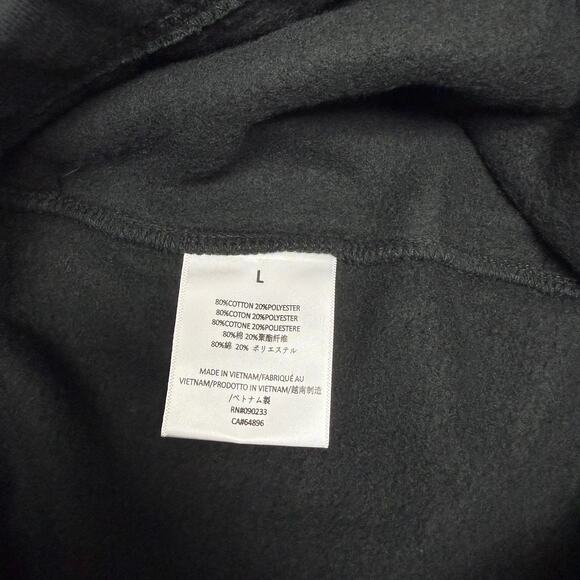 L
80%COTTON 20%POLYESTER
80%COTON 20%POLYESTER
80%COTONE 20%POLIESTERE
80%棉 20%聚酯纤维
80%綿 20% ポリエステル
MADE IN VIETNAM/FABRIQUÉ AU
VIETNAM/PRODOTTO IN VIETNAM/越南制造
/ベトナム製
RN#090233
CA#64896